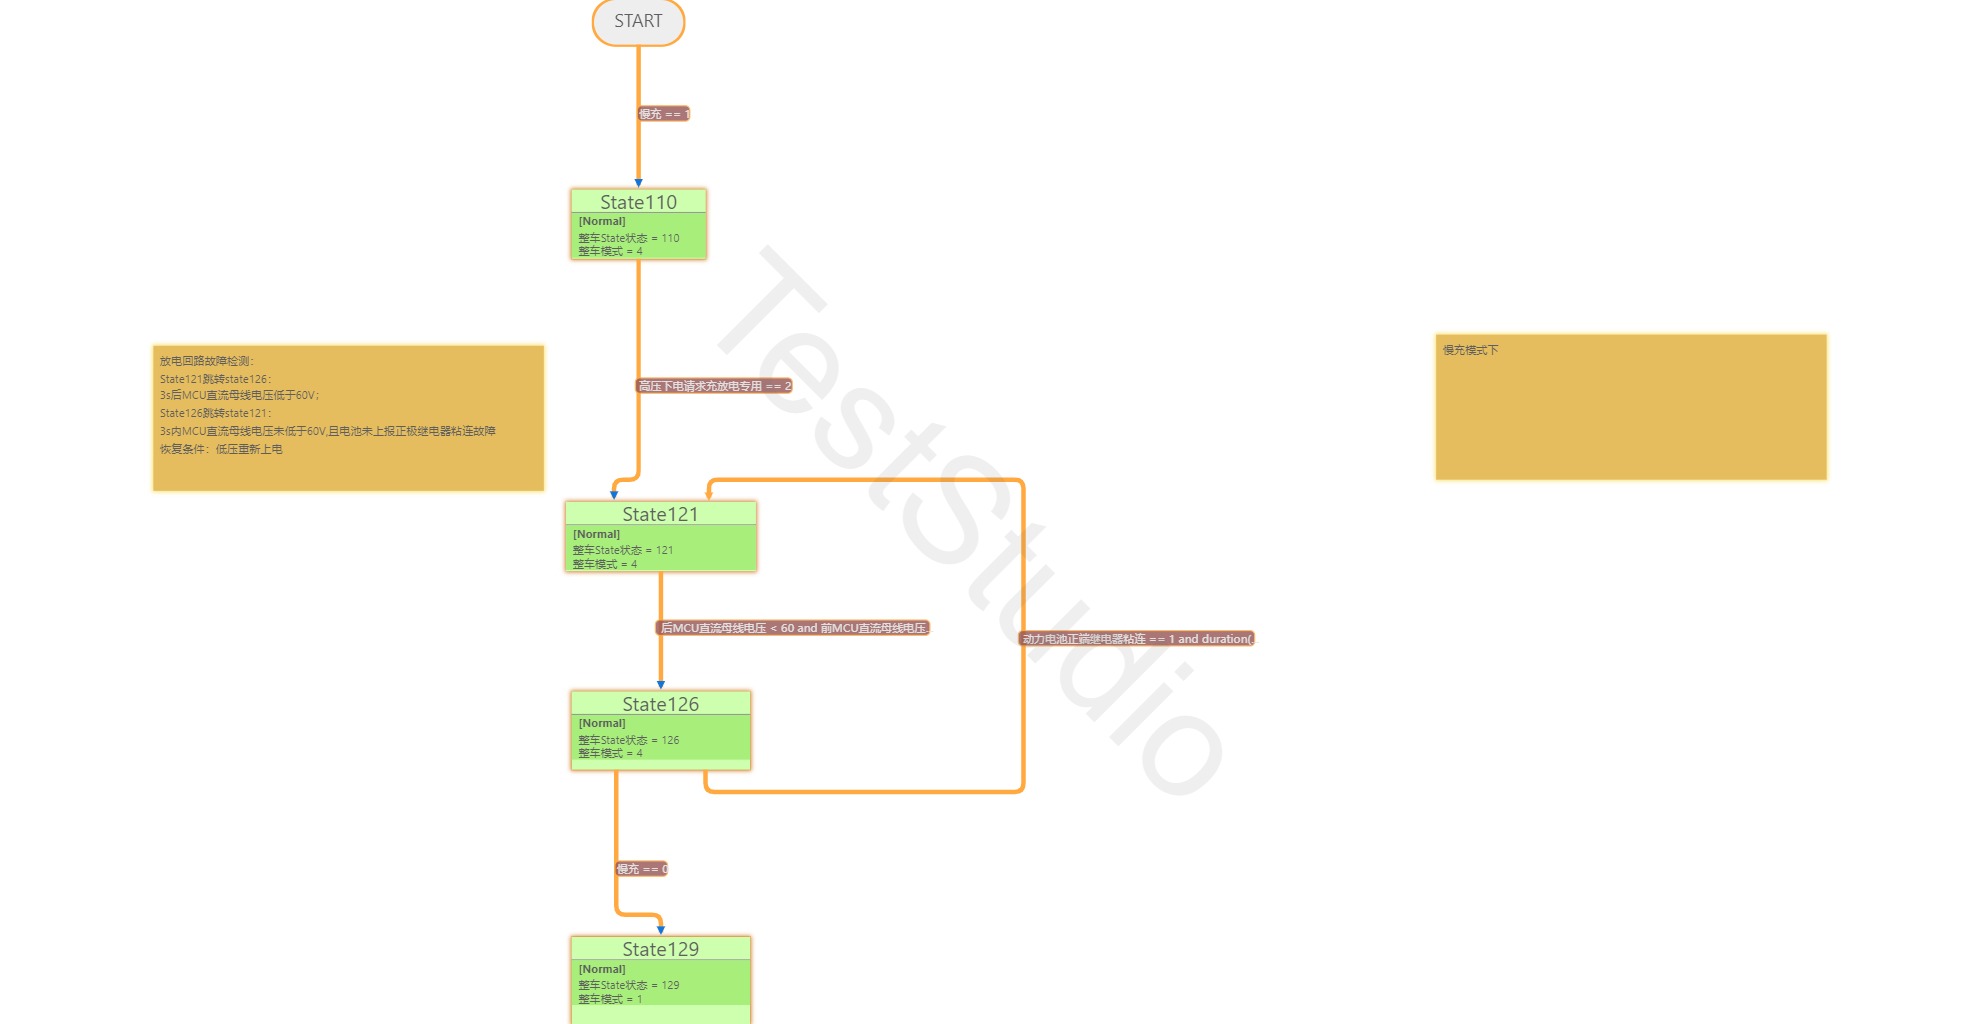 START
慢充 == 1
State110
[Normal]
整车State状态 = 110
整车模式 = 4
放电回路故障检测：
State121跳转state126：
3s后MCU直流母线电压低于60V；
State126跳转state121：
3s内MCU直流母线电压未低于60V,且电池未上报正极继电器粘连故障
恢复条件：低压重新上电
慢充模式下
高压下电请求充放电专用 == 2
State121
[Normal]
整车State状态 = 121
整车模式 = 4
后MCU直流母线电压 < 60 and 前MCU直流母线电压...
动力电池正端继电器粘连 == 1 and duration(...
State126
[Normal]
整车State状态 = 126
整车模式 = 4
慢充 == 0
State129
[Normal]
整车State状态 = 129
整车模式 = 1
TestStudio